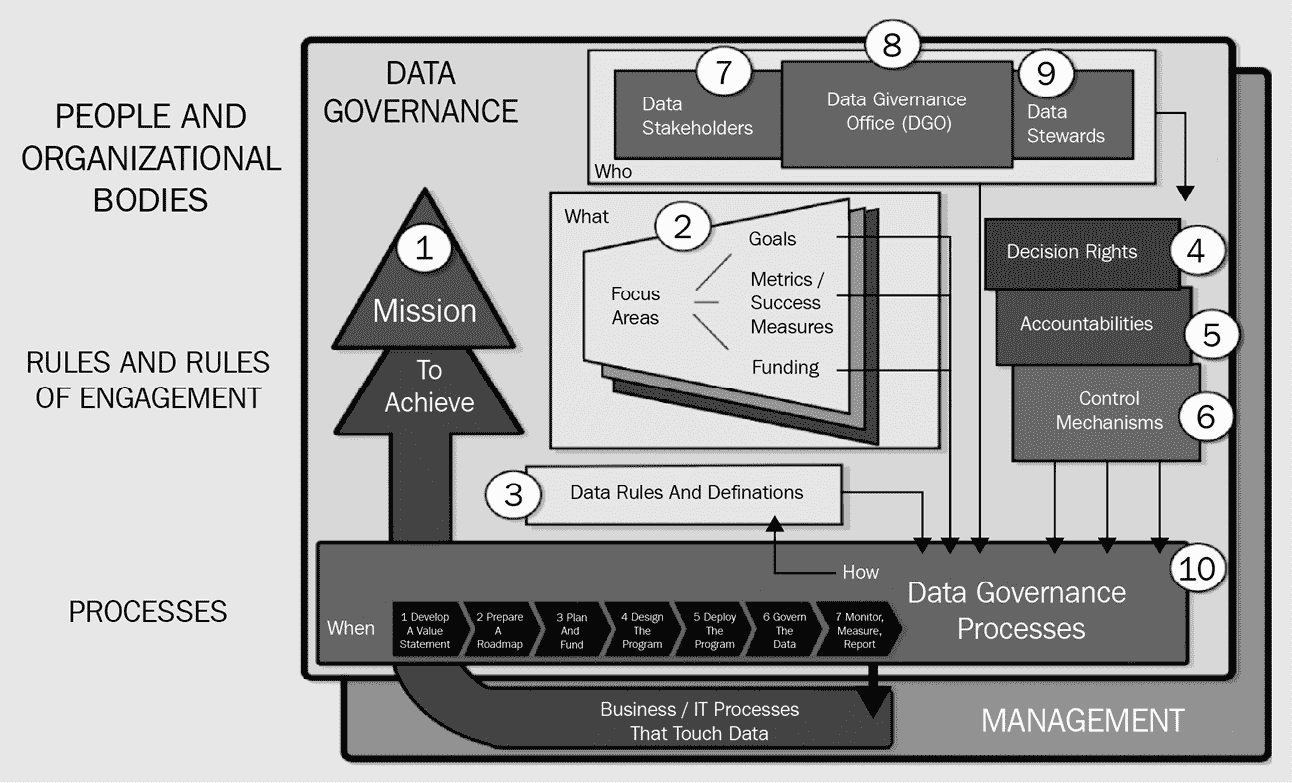 PEOPLE AND
ORGANIZATIONAL
BODIES
RULES AND RULES
OF ENGAGEMENT
PROCESSES
DATA
GOVERNANCE
7
Data
Stakeholders
8
Data Givernance
Office (DGO)
9
Data
Stewards
Who
1
Mission
To
Achieve
What
2
Focus
Areas
Goals
Metrics /
Success
Measures
Funding
Decision Rights
4
Accountabilities
5
Control
Mechanisms
6
3
Data Rules And Definations
10
How
Data Governance
Processes
When
1 Develop
A Value
Statement
2 Prepare
A
Roadmap
3 Plan
And
Fund
4 Design
The
Program
5 Deploy
The
Program
6 Govern
The
Data
7 Monitor,
Measure,
Report
Business / IT Processes
That Touch Data
MANAGEMENT